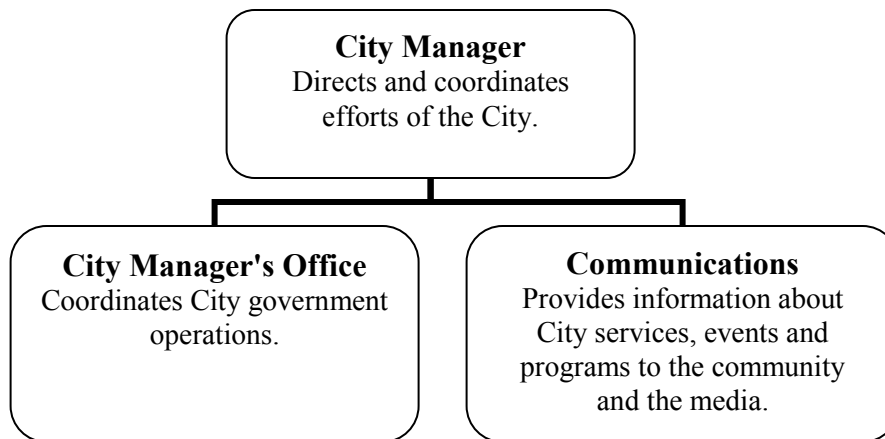 City Manager
Directs and coordinates
efforts of the City.
City Manager's Office
Coordinates City government
operations.
Communications
Provides information about
City services, events and
programs to the community
and the media.